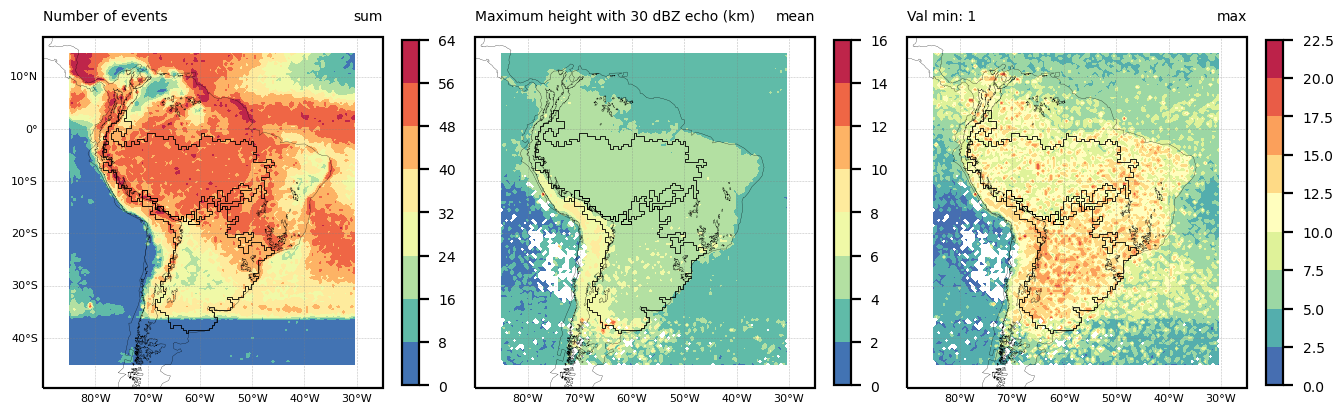 Number of events sum
Maximum height with 30 dBZ echo (km) mean
Val min: 1 max
10°N
0°
10°S
20°S
30°S
40°S
80°W 70°W 60°W 50°W 40°W 30°W
64
56
48
40
32
24
16
8
0
80°W 70°W 60°W 50°W 40°W 30°W
16
14
12
10
8
6
4
2
0
80°W 70°W 60°W 50°W 40°W 30°W
22.5
20.0
17.5
15.0
12.5
10.0
7.5
5.0
2.5
0.0